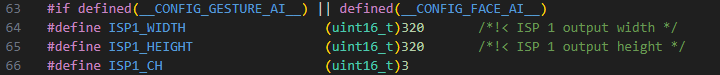 63 #if defined(__CONFIG_GESTURE_AI__) || defined(__CONFIG_FACE_AI__)
64 #define ISP1_WIDTH (uint16_t)320 /*!< ISP 1 output width */
65 #define ISP1_HEIGHT (uint16_t)320 /*!< ISP 1 output height */
66 #define ISP1_CH (uint16_t)3